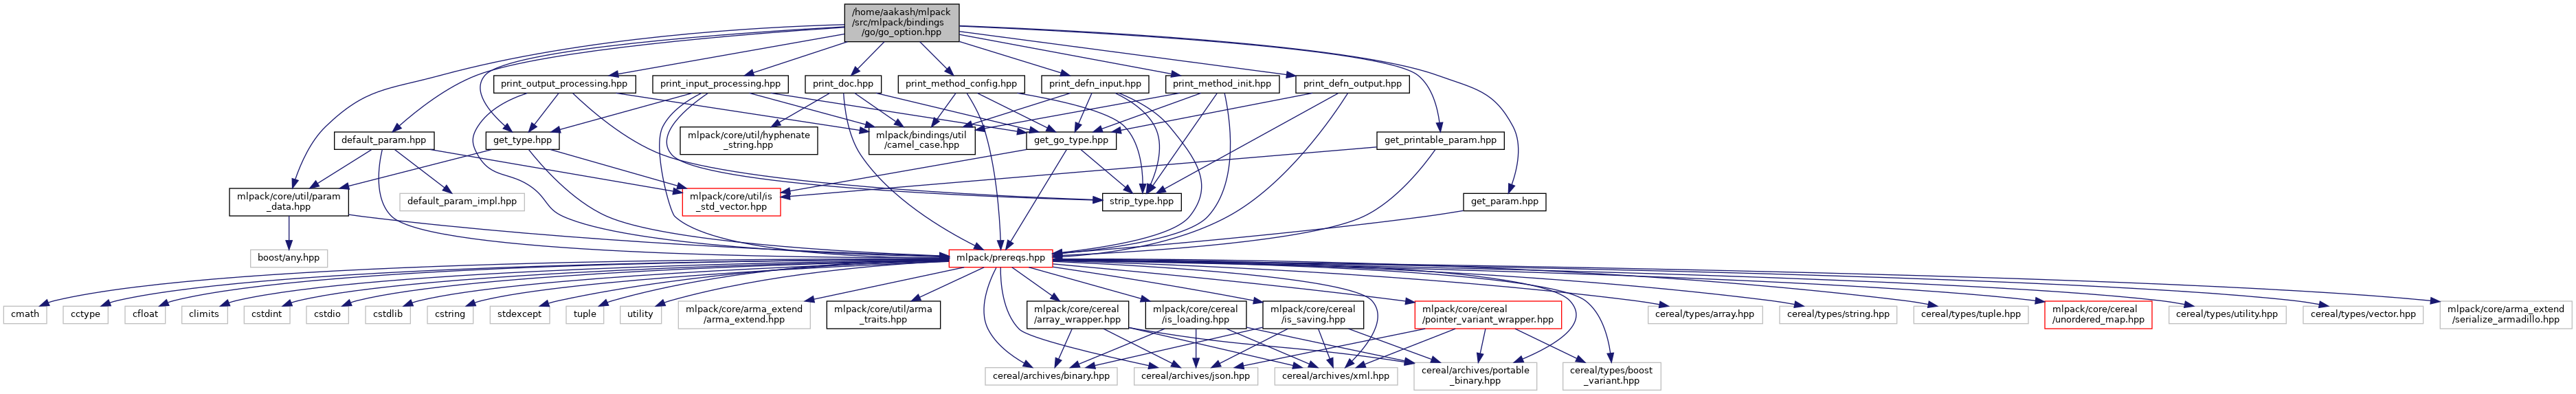 /home/aakash/mlpack
/src/mlpack/bindings
/go/go_option.hpp
print_output_processing.hpp
print_input_processing.hpp
print_doc.hpp
print_method_config.hpp
print_defn_input.hpp
print_method_init.hpp
print_defn_output.hpp
default_param.hpp
get_type.hpp
mlpack/core/util/hyphenate
_string.hpp
mlpack/bindings/util
/camel_case.hpp
get_go_type.hpp
get_printable_param.hpp
mlpack/core/util/param
_data.hpp
default_param_impl.hpp
mlpack/core/util/is
_std_vector.hpp
strip_type.hpp
get_param.hpp
boost/any.hpp
mlpack/prereqs.hpp
cmath
cctype
cfloat
climits
cstdint
cstdio
cstdlib
cstring
stdexcept
tuple
utility
mlpack/core/arma_extend
/arma_extend.hpp
mlpack/core/util/arma
_traits.hpp
mlpack/core/cereal
/array_wrapper.hpp
mlpack/core/cereal
/is_loading.hpp
mlpack/core/cereal
/is_saving.hpp
mlpack/core/cereal
/pointer_variant_wrapper.hpp
cereal/types/array.hpp
cereal/types/string.hpp
cereal/types/tuple.hpp
mlpack/core/cereal
/unordered_map.hpp
cereal/types/utility.hpp
cereal/types/vector.hpp
mlpack/core/arma_extend
/serialize_armadillo.hpp
cereal/archives/binary.hpp
cereal/archives/json.hpp
cereal/archives/xml.hpp
cereal/archives/portable
_binary.hpp
cereal/types/boost
_variant.hpp